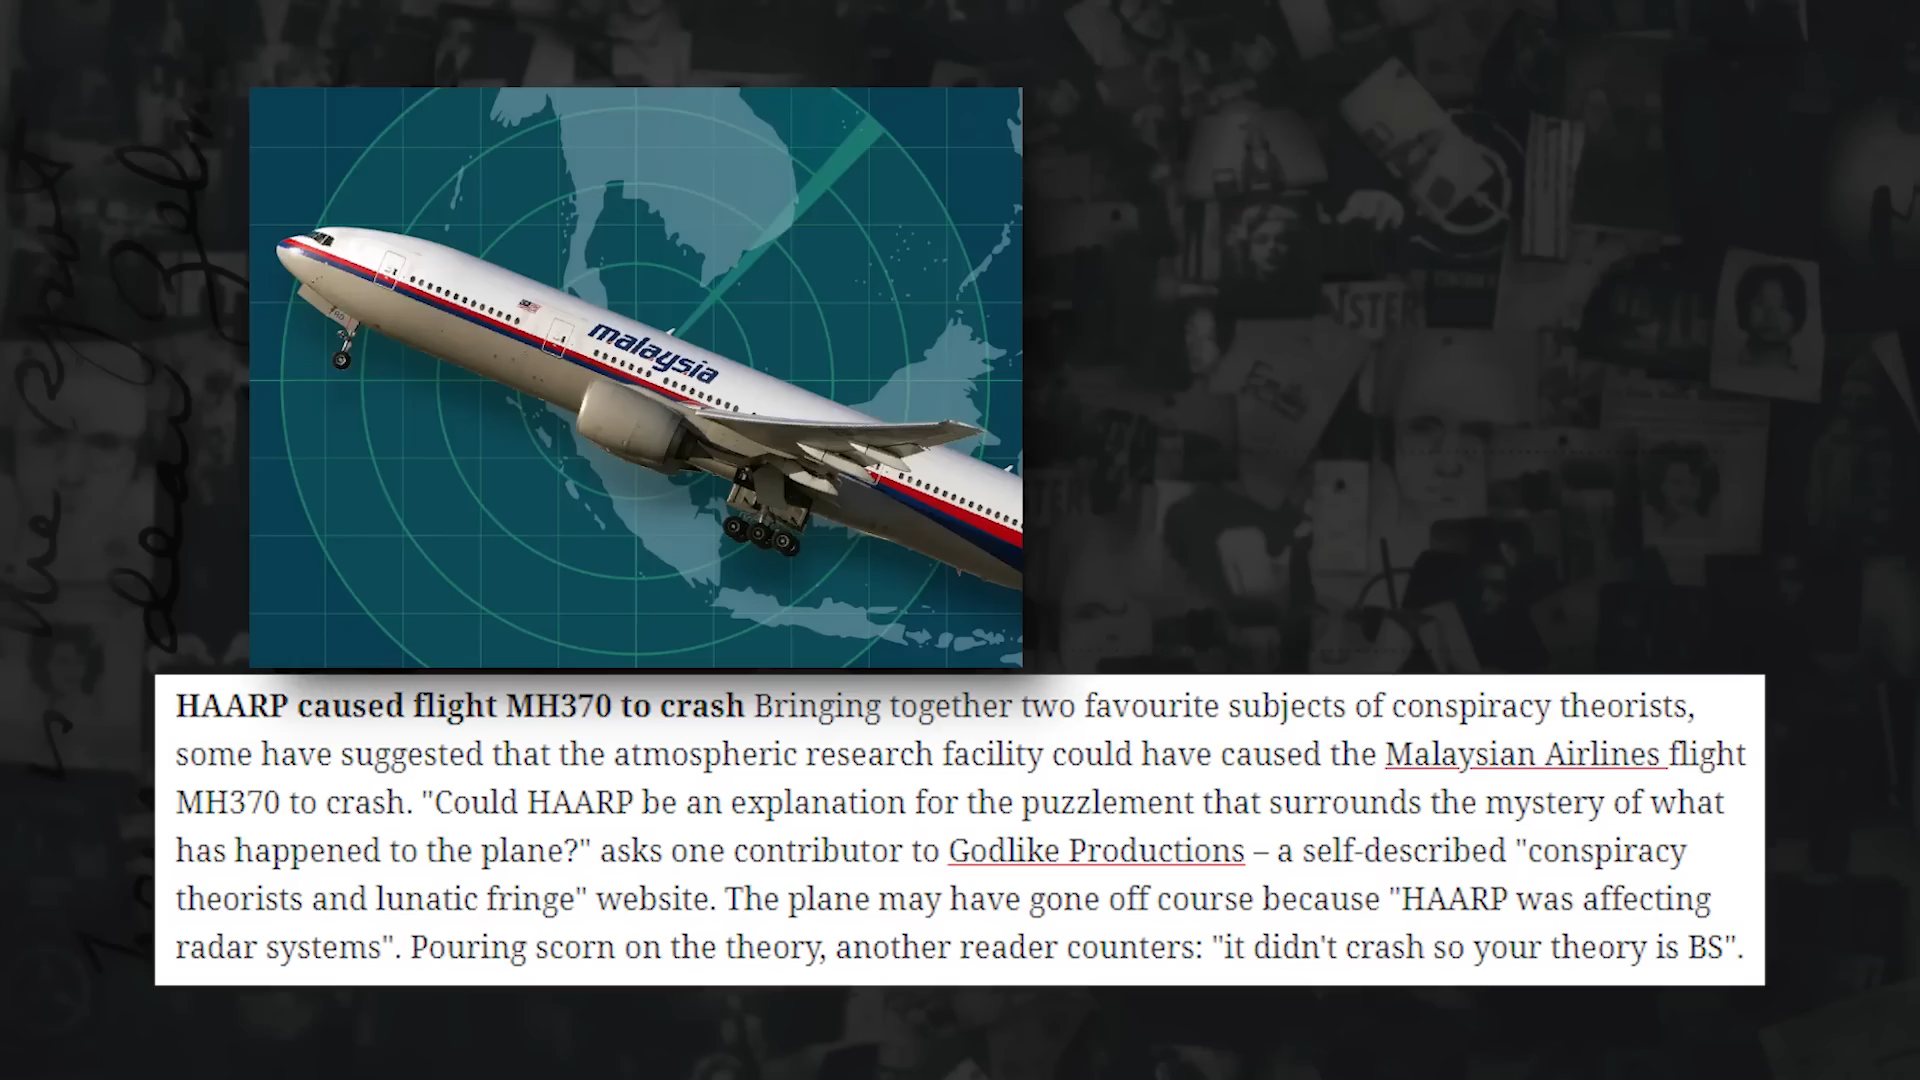 malaysia
HAARP caused flight MH370 to crash Bringing together two favourite subjects of conspiracy theorists,
some have suggested that the atmospheric research facility could have caused the Malaysian Airlines flight
MH370 to crash. "Could HAARP be an explanation for the puzzlement that surrounds the mystery of what
has happened to the plane?" asks one contributor to Godlike Productions – a self-described "conspiracy
theorists and lunatic fringe" website. The plane may have gone off course because "HAARP was affecting
radar systems". Pouring scorn on the theory, another reader counters: "it didn't crash so your theory is BS".